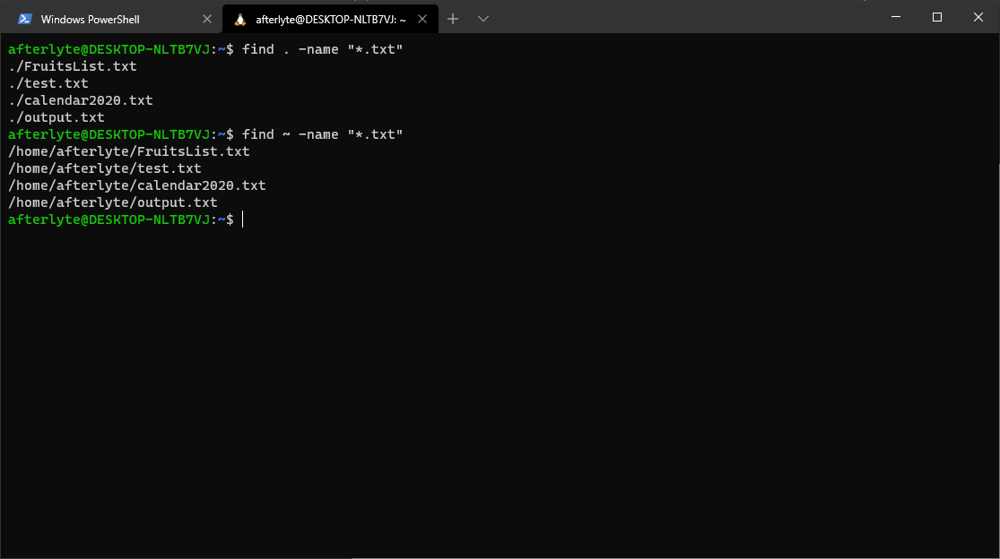 Windows PowerShell
afterlyte@DESKTOP-NLTB7VJ: ~
afterlyte@DESKTOP-NLTB7VJ:~$ find . -name "*.txt"
./FruitsList.txt
./test.txt
./calendar2020.txt
./output.txt
afterlyte@DESKTOP-NLTB7VJ:~$ find ~ -name "*.txt"
/home/afterlyte/FruitsList.txt
/home/afterlyte/test.txt
/home/afterlyte/calendar2020.txt
/home/afterlyte/output.txt
afterlyte@DESKTOP-NLTB7VJ:~$